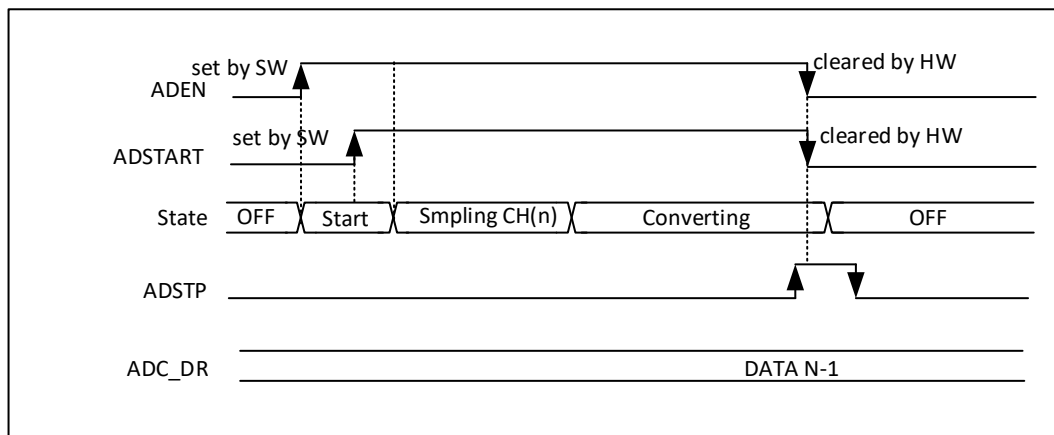 set by SW
cleared by HW
ADEN
set by SW
cleared by HW
ADSTART
State OFF Start Smpling CH(n) Converting OFF
ADSTP
ADC_DR DATA N-1